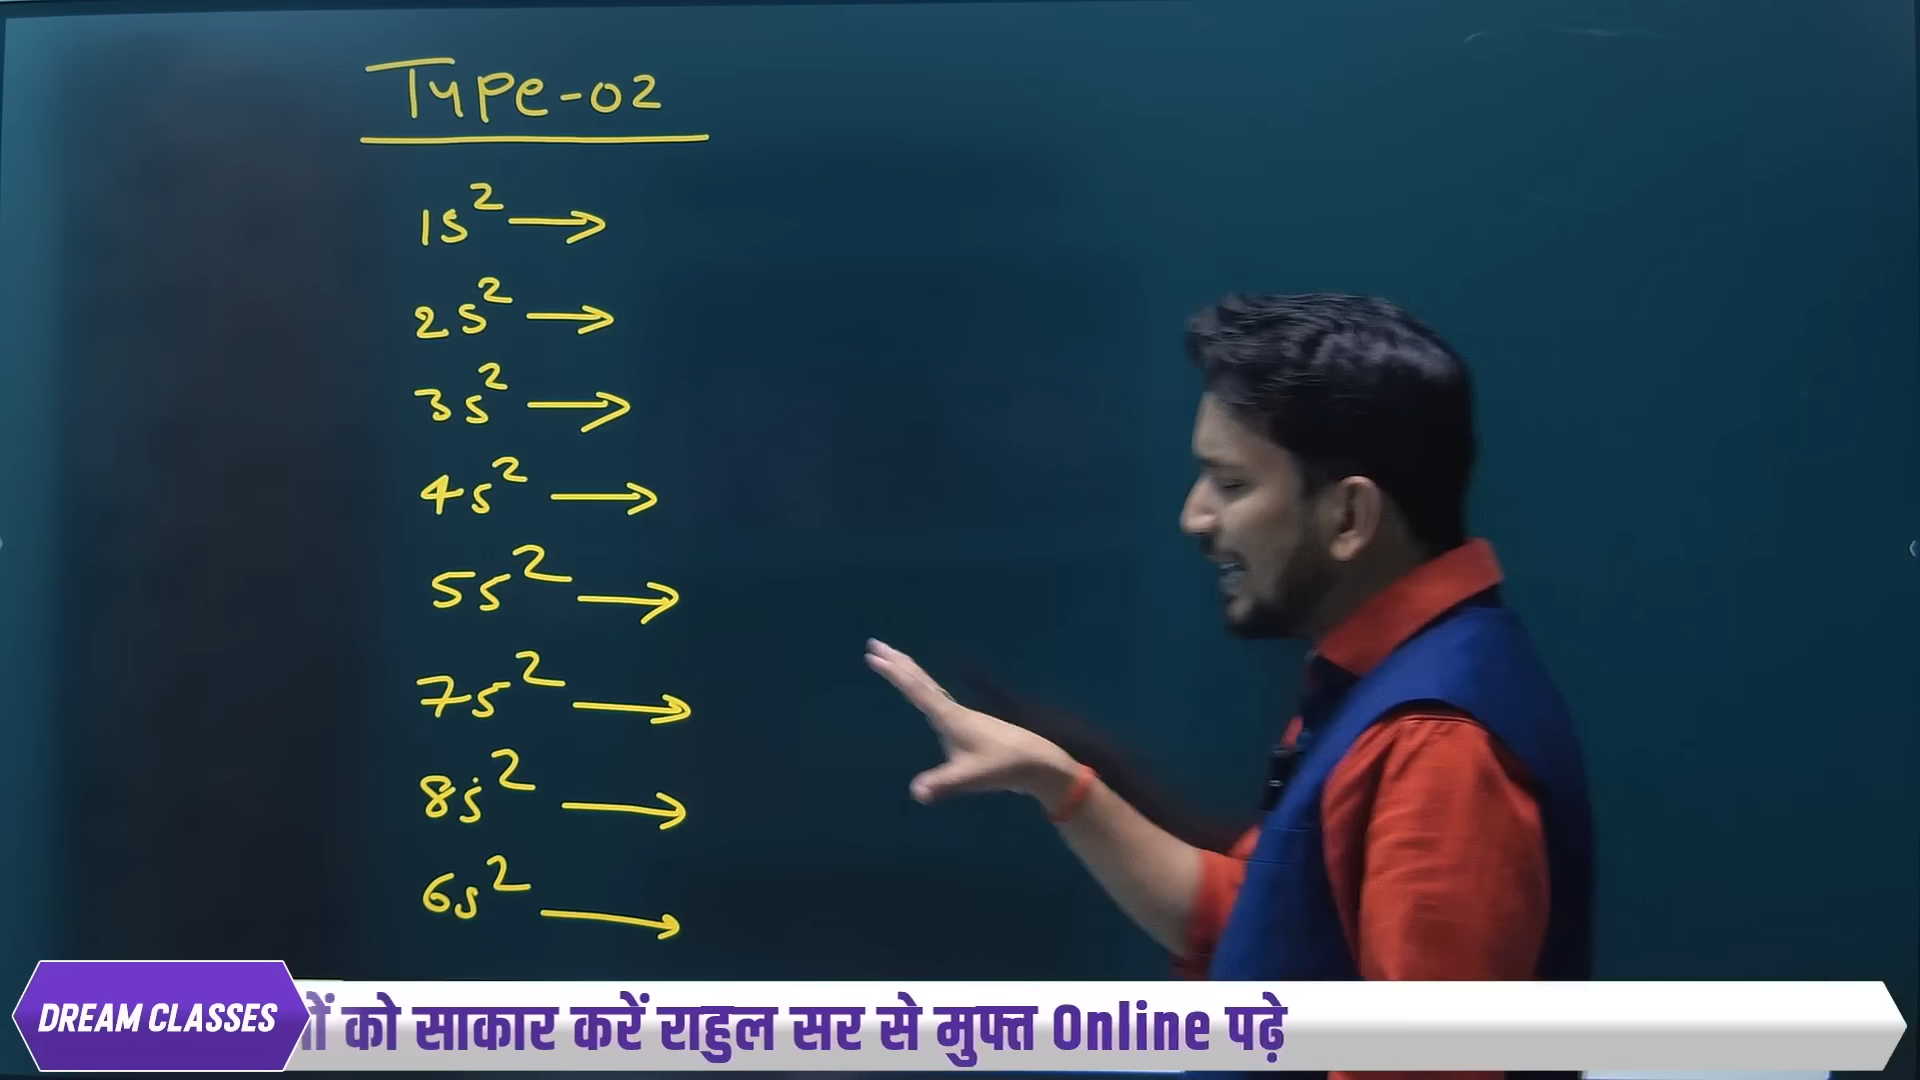 Type-02
1s² →
2s² →
3s² →
4s² →
5s² →
7s² →
8s² →
6s² →
DREAM CLASSES
को साकार करें राहुल सर से मुफ्त Online पढ़े